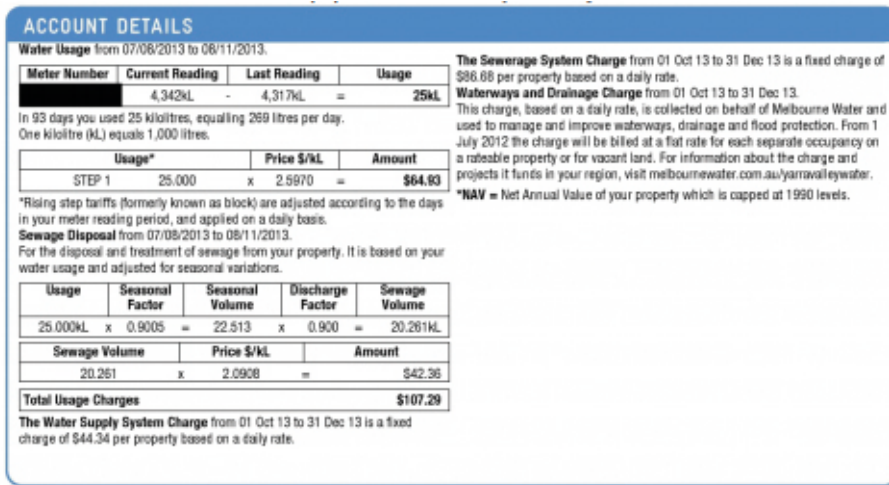 ACCOUNT DETAILS
Water Usage from 07/08/2013 to 08/11/2013.
Meter Number Current Reading Last Reading Usage
4,342kL - 4,317kL = 25kL
In 93 days you used 25 kilolitres, equalling 269 litres per day.
One kilolitre (kL) equals 1,000 litres.
Usage* Price $/kL Amount
STEP 1 25.000 x 2.5970 = $64.93
*Rising step tariffs (formerly known as block) are adjusted according to the days
in your meter reading period, and applied on a daily basis.
Sewage Disposal from 07/08/2013 to 08/11/2013.
For the disposal and treatment of sewage from your property. It is based on your
water usage and adjusted for seasonal variations.
Usage Seasonal Factor Seasonal Volume Discharge Factor Sewage Volume
25.000kL x 0.9005 = 22.513 x 0.900 = 20.261kL
Sewage Volume Price $/kL Amount
20.261 x 2.0908 = $42.36
Total Usage Charges $107.29
The Water Supply System Charge from 01 Oct 13 to 31 Dec 13 is a fixed
charge of $44.34 per property based on a daily rate.
The Sewerage System Charge from 01 Oct 13 to 31 Dec 13 is a fixed charge of
$86.68 per property based on a daily rate.
Waterways and Drainage Charge from 01 Oct 13 to 31 Dec 13.
This charge, based on a daily rate, is collected on behalf of Melbourne Water and
used to manage and improve waterways, drainage and flood protection. From 1
July 2012 the charge will be billed at a flat rate for each separate occupancy on
a rateable property or for vacant land. For information about the charge and
projects it funds in your region, visit melbournewater.com.au/yarravalleywater.
*NAV = Net Annual Value of your property which is capped at 1990 levels.